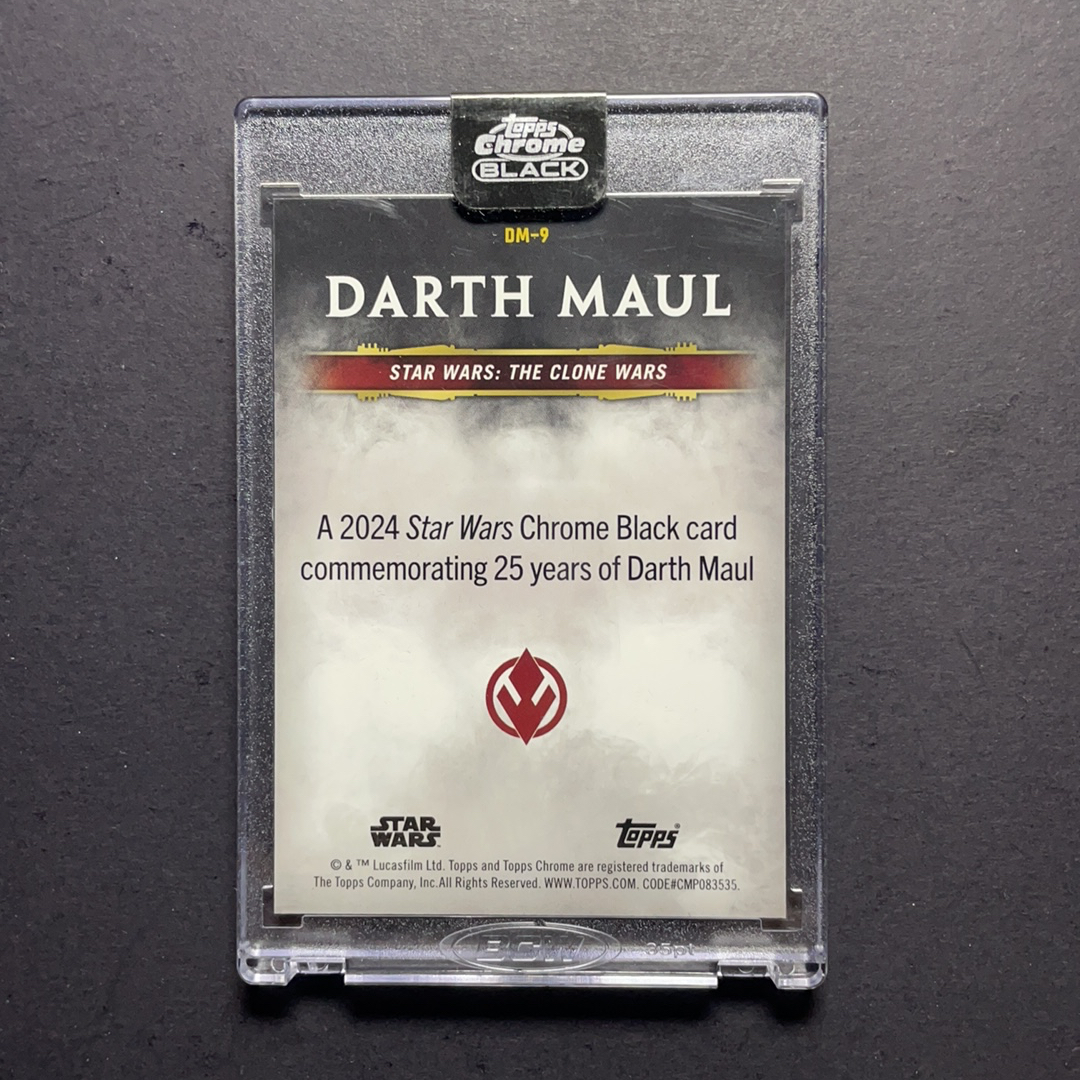 topps
Chrome
BLACK
DM-9
DARTH MAUL
STAR WARS: THE CLONE WARS
A 2024 Star Wars Chrome Black card
commemorating 25 years of Darth Maul
STAR
WARS
topps®
© & ™ Lucasfilm Ltd. Topps and Topps Chrome are registered trademarks of
The Topps Company, Inc.All Rights Reserved. WWW.TOPPS.COM. CODE#CMP083535.
BCW 35pt